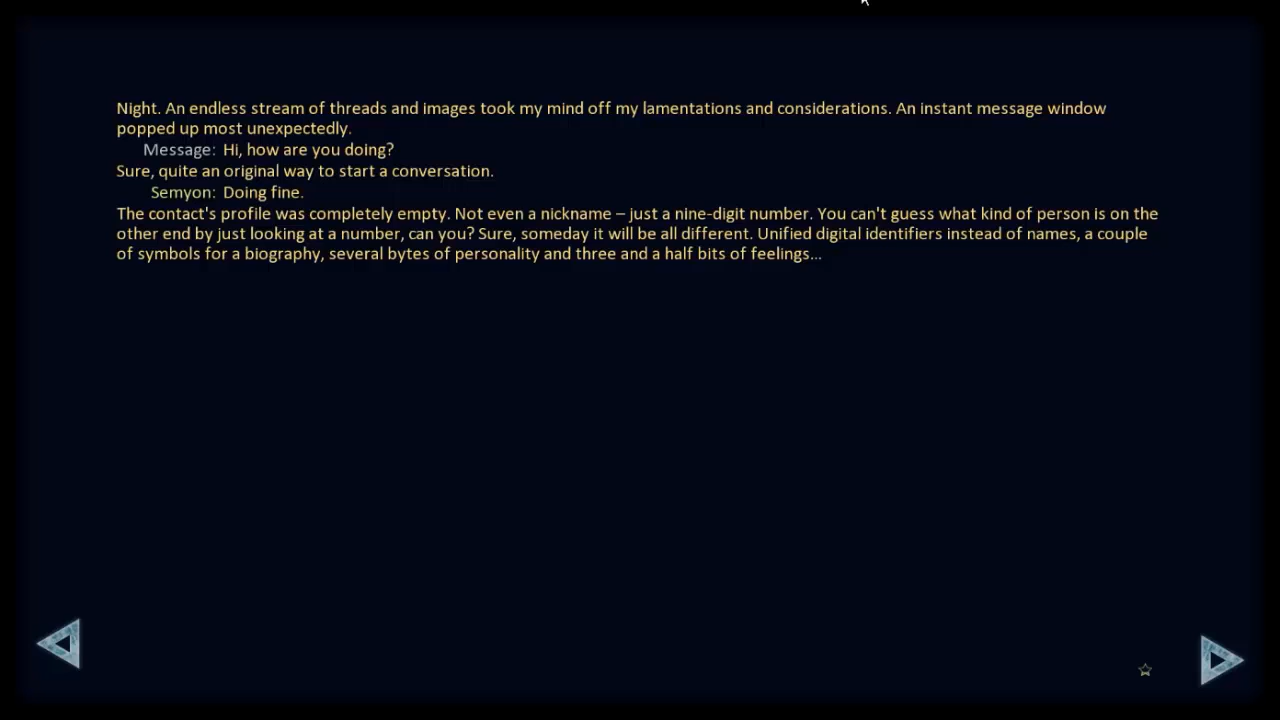 Night. An endless stream of threads and images took my mind off my lamentations and considerations. An instant message window
popped up most unexpectedly.
Message: Hi, how are you doing?
Sure, quite an original way to start a conversation.
Semyon: Doing fine.
The contact's profile was completely empty. Not even a nickname – just a nine-digit number. You can't guess what kind of person is on the
other end by just looking at a number, can you? Sure, someday it will be all different. Unified digital identifiers instead of names, a couple
of symbols for a biography, several bytes of personality and three and a half bits of feelings...